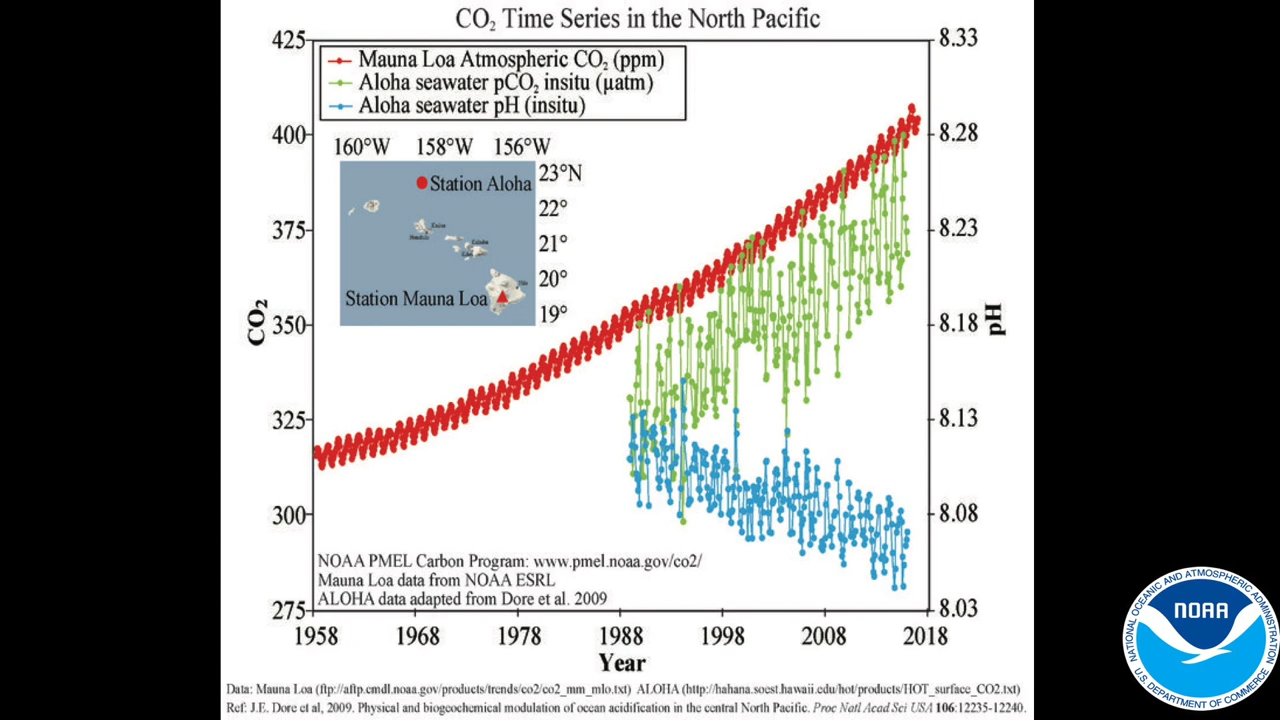 CO₂ Time Series in the North Pacific
425
400
375
350
325
300
275
CO₂
8.33
8.28
8.23
8.18
8.13
8.08
8.03
pH
Mauna Loa Atmospheric CO₂ (ppm)
Aloha seawater pCO₂ insitu (µatm)
Aloha seawater pH (insitu)
160°W 158°W 156°W
23°N
22°
21°
20°
19°
Station Aloha
Station Mauna Loa
NOAA PMEL Carbon Program: www.pmel.noaa.gov/co2/
Mauna Loa data from NOAA ESRL
ALOHA data adapted from Dore et al. 2009
1958 1968 1978 1988 1998 2008 2018
Year
Data: Mauna Loa (ftp://aftp.cmdl.noaa.gov/products/trends/co2/co2_mm_mlo.txt) ALOHA (http://hahana.soest.hawaii.edu/hot/products/HOT_surface_CO2.txt)
Ref: J.E. Dore et al, 2009. Physical and biogeochemical modulation of ocean acidification in the central North Pacific. Proc Natl Acad Sci USA 106:12235-12240.
NATIONAL OCEANIC AND ATMOSPHERIC ADMINISTRATION
NOAA
U.S. DEPARTMENT OF COMMERCE